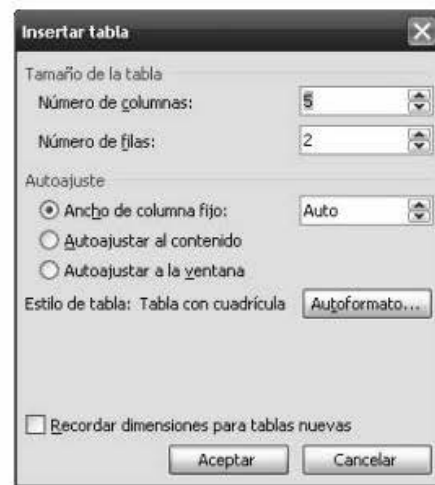 Insertar tabla
Tamaño de la tabla
Número de columnas: 5
Número de filas: 2
Autoajuste
Ancho de columna fijo: Auto
Autoajustar al contenido
Autoajustar a la ventana
Estilo de tabla: Tabla con cuadrícula Autoformato...
Recordar dimensiones para tablas nuevas
Aceptar Cancelar